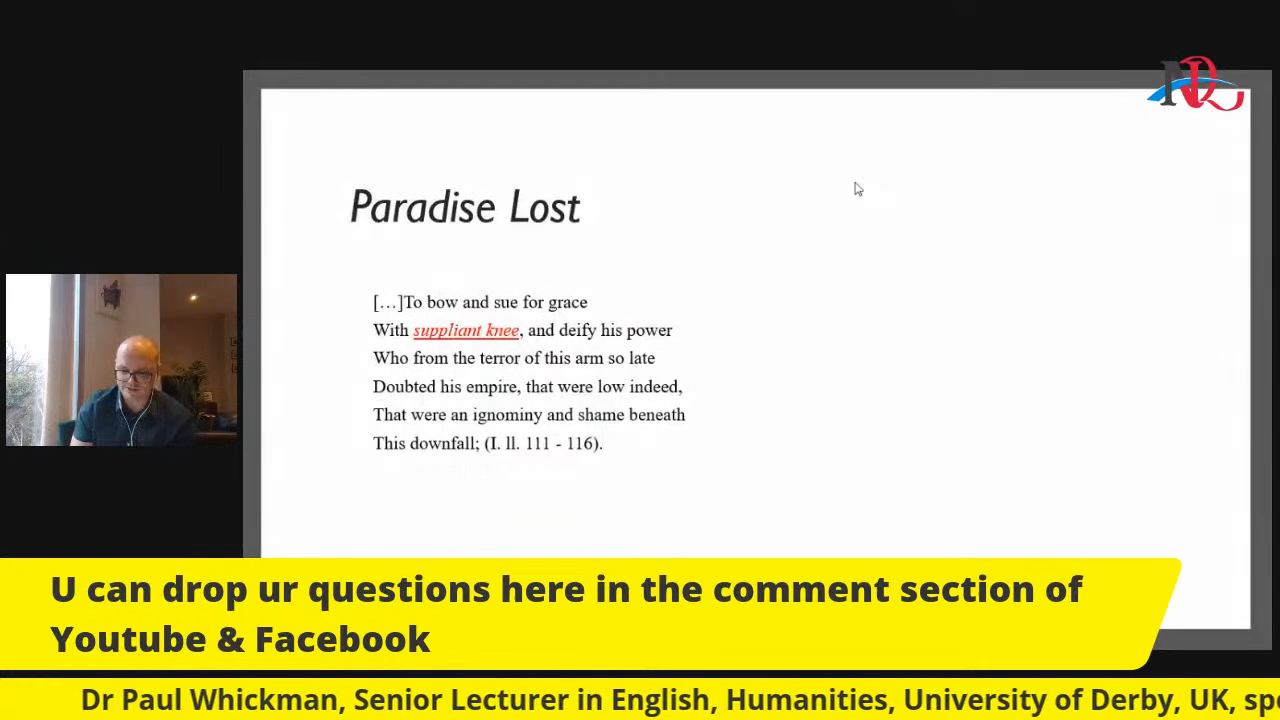 NRL
Paradise Lost
[…]To bow and sue for grace
With suppliant knee, and deify his power
Who from the terror of this arm so late
Doubted his empire, that were low indeed,
That were an ignominy and shame beneath
This downfall; (I. ll. 111 - 116).
U can drop ur questions here in the comment section of
Youtube & Facebook
Dr Paul Whickman, Senior Lecturer in English, Humanities, University of Derby, UK, spe